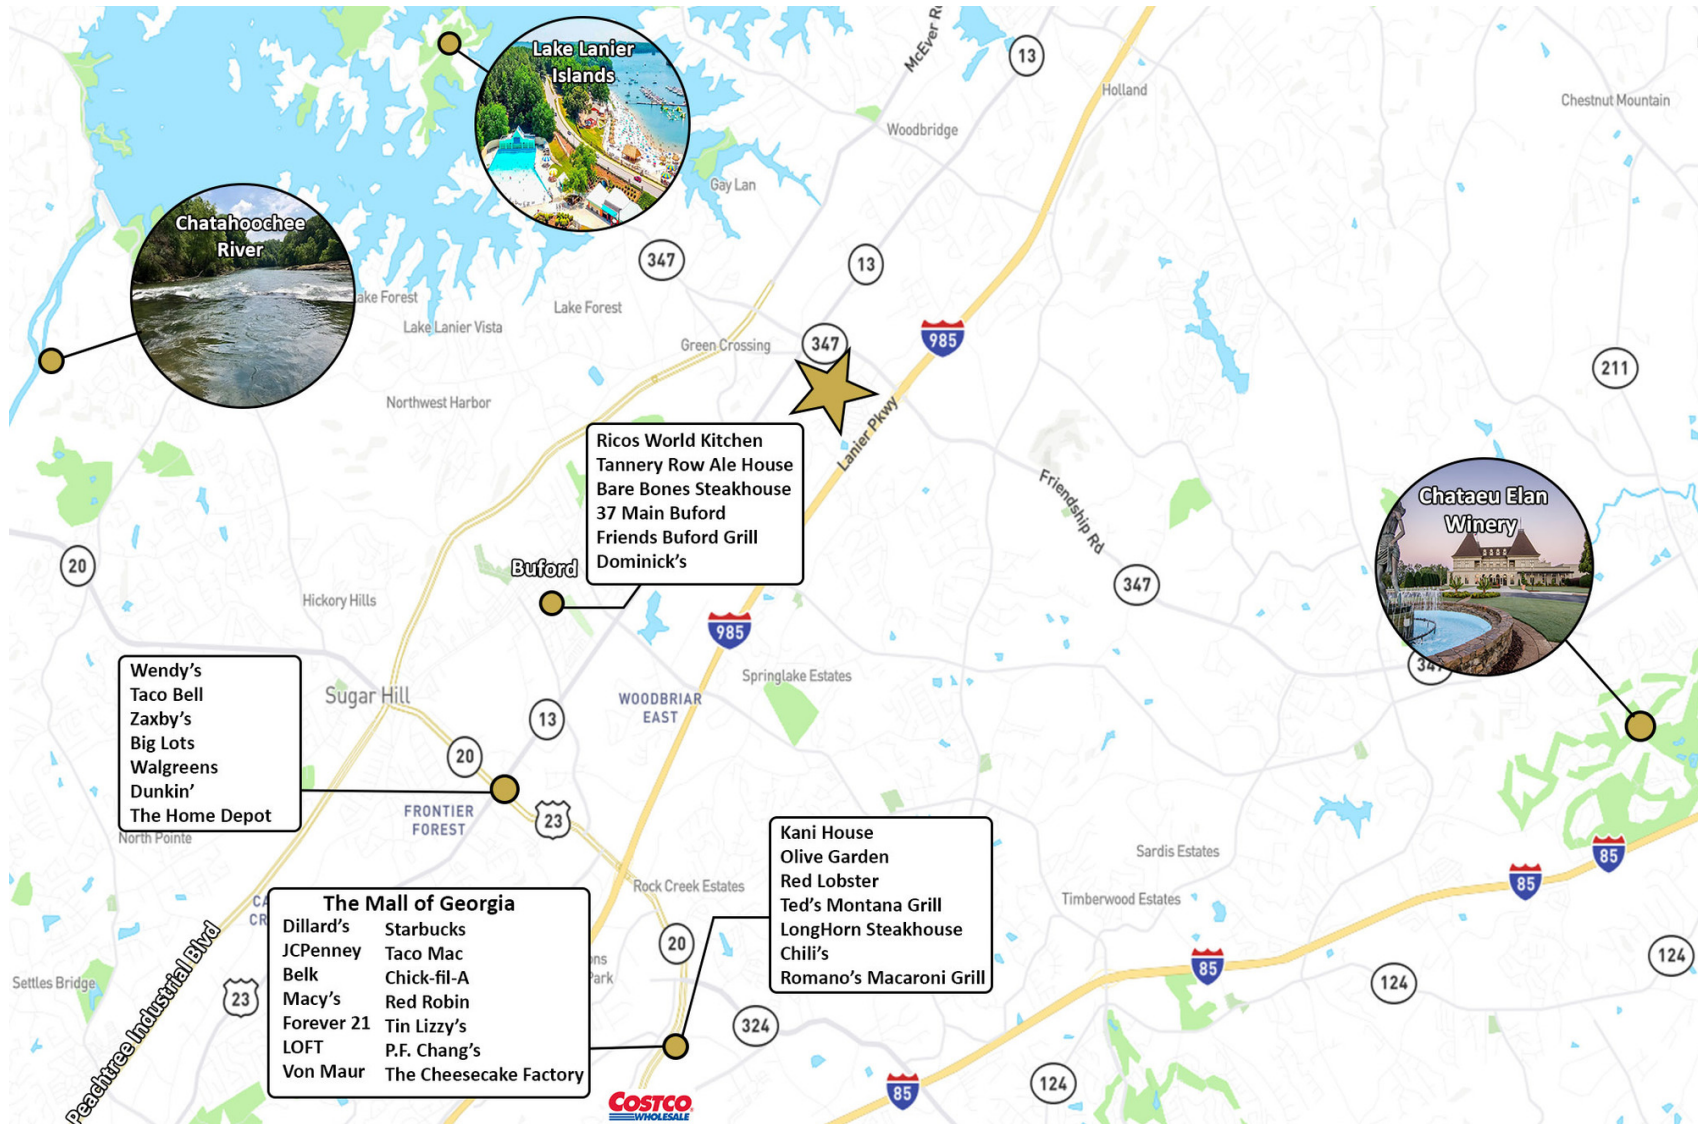 Lake Lanier
Islands
McEver R
13
Holland
Chestnut Mountain
Woodbridge
Gay Lan
Chatahoochee
River
347
13
ake Forest
Lake Forest
Lake Lanier Vista
Green Crossing
347
985
211
Northwest Harbor
Lanier Pkwy
Ricos World Kitchen
Tannery Row Ale House
Bare Bones Steakhouse
37 Main Buford
Friends Buford Grill
Dominick's
Friendship Rd
Chataeu Elan
Winery
20
Buford
347
Hickory Hills
985
347
Springlake Estates
Wendy's
Taco Bell
Zaxby's
Big Lots
Walgreens
Dunkin'
The Home Depot
Sugar Hill
WOODBRIAR
EAST
13
20
FRONTIER
FOREST
23
North Pointe
Kani House
Olive Garden
Red Lobster
Ted's Montana Grill
LongHorn Steakhouse
Chili's
Romano's Macaroni Grill
Sardis Estates
85
85
Rock Creek Estates
Timberwood Estates
CA
CR
The Mall of Georgia
Dillard's
JCPenney
Belk
Macy's
Forever 21
LOFT
Von Maur
Starbucks
Taco Mac
Chick-fil-A
Red Robin
Tin Lizzy's
P.F. Chang's
The Cheesecake Factory
Peachtree Industrial Blvd
20
ons
Park
Settles Bridge
23
85
124
124
324
124
85
COSTCO
WHOLESALE